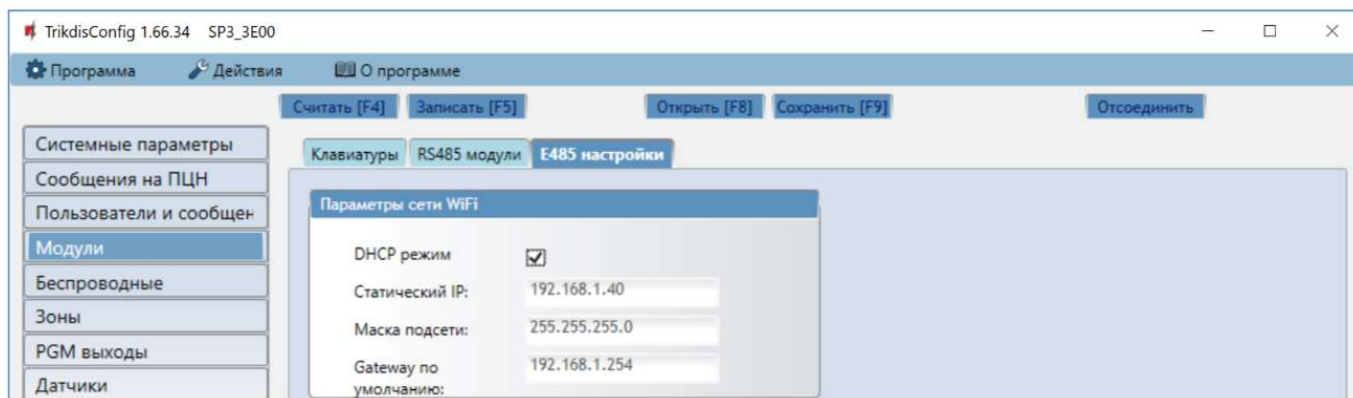 TrikdisConfig 1.66.34 SP3_3E00
Программа Действия О программе
Считать [F4] Записать [F5] Открыть [F8] Сохранить [F9] Отсоединить
Системные параметры
Сообщения на ПЦН
Пользователи и сообщен
Модули
Беспроводные
Зоны
PGM выходы
Датчики
Клавиатуры RS485 модули E485 настройки
Параметры сети WiFi
DHCP режим
Статический IP: 192.168.1.40
Маска подсети: 255.255.255.0
Gateway по умолчанию: 192.168.1.254